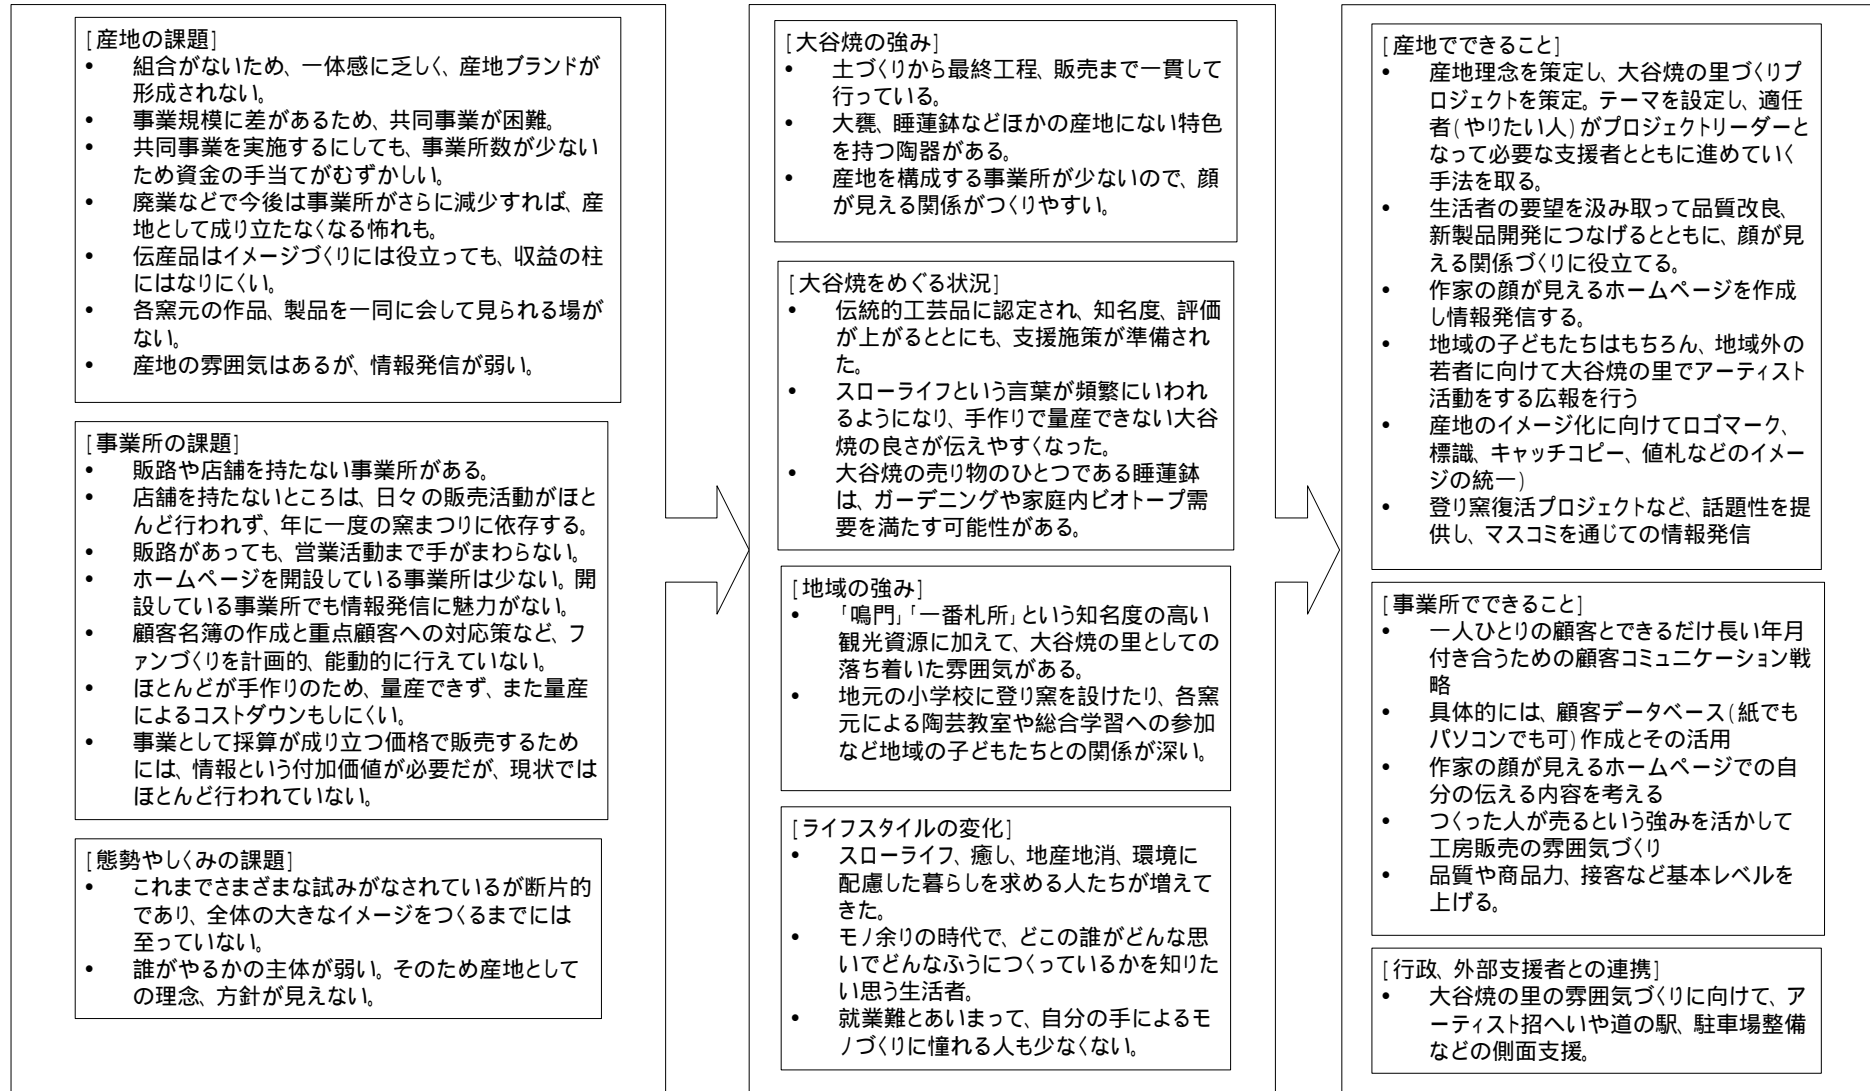 [産地の課題]
• 組合がないため、一体感に乏しく、産地ブランドが
形成されない。
• 事業規模に差があるため、共同事業が困難。
• 共同事業を実施するにしても、事業所数が少ない
ため資金の手当てがむずかしい。
• 廃業などで今後は事業所がさらに減少すれば、産
地として成り立たなくなる怖れも。
• 伝産品はイメージづくりには役立っても、収益の柱
にはなりにくい。
• 各窯元の作品、製品を一同に会して見られる場が
ない。
• 産地の雰囲気はあるが、情報発信が弱い。
[事業所の課題]
• 販路や店舗を持たない事業所がある。
• 店舗を持たないところは、日々の販売活動がほと
んど行われず、年に一度の窯まつりに依存する。
• 販路があっても、営業活動まで手がまわらない。
• ホームページを開設している事業所は少ない。開
設している事業所でも情報発信に魅力がない。
• 顧客名簿の作成と重点顧客への対応策など、フ
ァンづくりを計画的、能動的に行えていない。
• ほとんどが手作りのため、量産できず、また量産
によるコストダウンもしにくい。
• 事業として採算が成り立つ価格で販売するため
には、情報という付加価値が必要だが、現状では
ほとんど行われていない。
[態勢やしくみの課題]
• これまでさまざまな試みがなされているが断片的
であり、全体の大きなイメージをつくるまでには
至っていない。
• 誰がやるかの主体が弱い。そのため産地として
の理念、方針が見えない。
[大谷焼の強み]
• 土づくりから最終工程、販売まで一貫して
行っている。
• 大甕、睡蓮鉢などほかの産地にない特色
を持つ陶器がある。
• 産地を構成する事業所が少ないので、顔
が見える関係がつくりやすい。
[大谷焼をめぐる状況]
• 伝統的工芸品に認定され、知名度、評価
が上がるととにも、支援施策が準備され
た。
• スローライフという言葉が頻繁にいわれ
るようになり、手作りで量産できない大谷
焼の良さが伝えやすくなった。
• 大谷焼の売り物のひとつである睡蓮鉢
は、ガーデニングや家庭内ビオトープ需
要を満たす可能性がある。
[地域の強み]
• 「鳴門」「一番札所」という知名度の高い
観光資源に加えて、大谷焼の里としての
落ち着いた雰囲気がある。
• 地元の小学校に登り窯を設けたり、各窯
元による陶芸教室や総合学習への参加
など地域の子どもたちとの関係が深い。
[ライフスタイルの変化]
• スローライフ、癒し、地産地消、環境に
配慮した暮らしを求める人たちが増えて
きた。
• モノ余りの時代で、どこの誰がどんな思
いでどんなふうにつくっているかを知りた
い思う生活者。
• 就業難とあいまって、自分の手によるモ
ノづくりに憧れる人も少なくない。
[産地でできること]
• 産地理念を策定し、大谷焼の里づくりプ
ロジェクトを策定。テーマを設定し、適任
者(やりたい人)がプロジェクトリーダーと
なって必要な支援者とともに進めていく
手法を取る。
• 生活者の要望を汲み取って品質改良、
新製品開発につなげるとともに、顔が見
える関係づくりに役立てる。
• 作家の顔が見えるホームページを作成
し情報発信する。
• 地域の子どもたちはもちろん、地域外の
若者に向けて大谷焼の里でアーティスト
活動をする広報を行う
• 産地のイメージ化に向けてロゴマーク、
標識、キャッチコピー、値札などのイメー
ジの統一)
• 登り窯復活プロジェクトなど、話題性を提
供し、マスコミを通じての情報発信
[事業所でできること]
• 一人ひとりの顧客とできるだけ長い年月
付き合うための顧客コミュニケーション戦
略
• 具体的には、顧客データベース(紙でも
パソコンでも可)作成とその活用
• 作家の顔が見えるホームページでの自
分の伝える内容を考える
• つくった人が売るという強みを活かして
工房販売の雰囲気づくり
• 品質や商品力、接客など基本レベルを
上げる。
[行政、外部支援者との連携]
• 大谷焼の里の雰囲気づくりに向けて、ア
ーティスト招へいや道の駅、駐車場整備
などの側面支援。